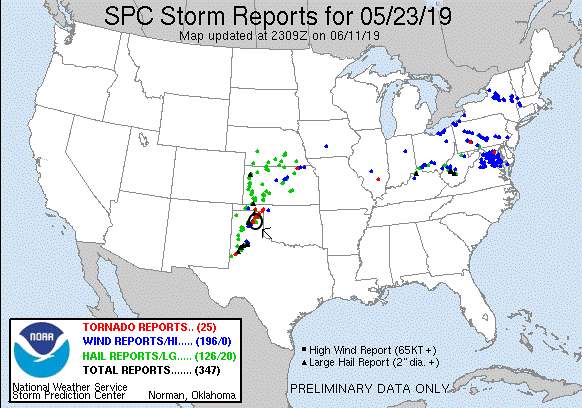 SPC Storm Reports for 05/23/19
Map updated at 2309Z on 06/11/19
NOAA
TORNADO REPORTS.. (25)
WIND REPORTS/HI..... (196/0)
HAIL REPORTS/LG..... (126/20)
TOTAL REPORTS....... (347)
National Weather Service
Storm Prediction Center Norman, Oklahoma
High Wind Report (65KT +)
Large Hail Report (2" dia. +)
PRELIMINARY DATA ONLY